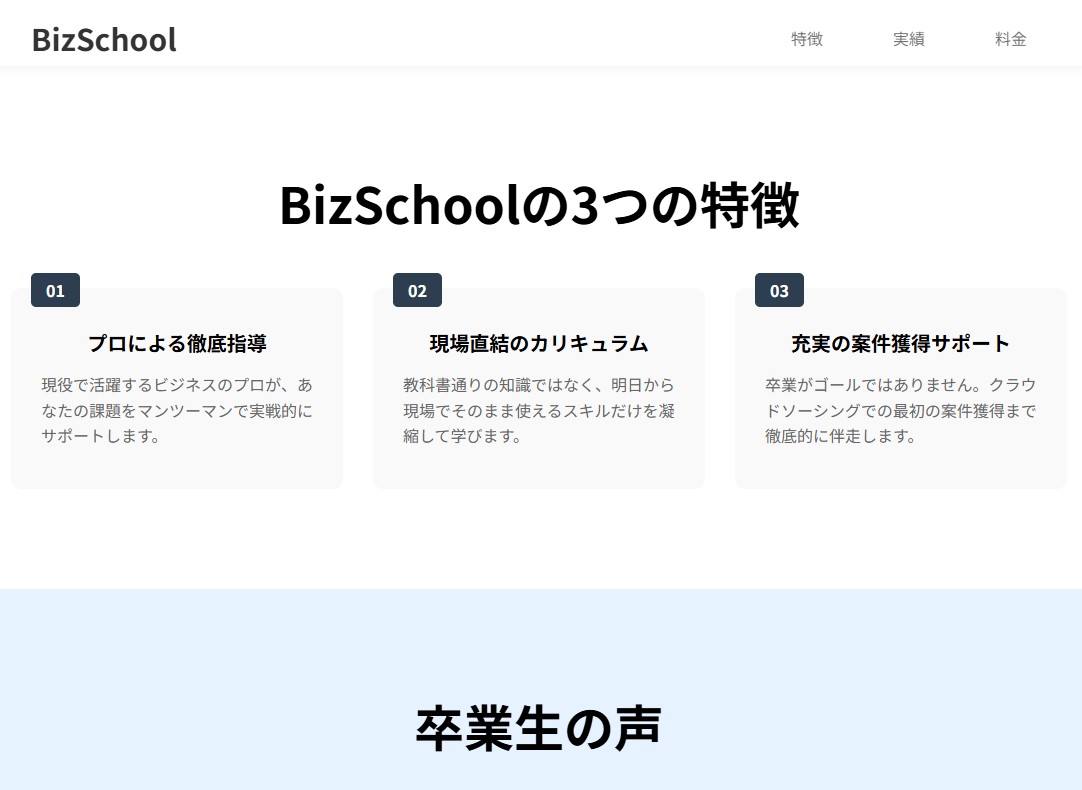 BizSchool
特徴
実績
料金
BizSchoolの3つの特徴
01
プロによる徹底指導
現役で活躍するビジネスのプロが、あ
なたの課題をマンツーマンで実戦的に
サポートします。
02
現場直結のカリキュラム
教科書通りの知識ではなく、明日から
現場でそのまま使えるスキルだけを凝
縮して学びます。
03
充実の案件獲得サポート
卒業がゴールではありません。クラウ
ドソーシングでの最初の案件獲得まで
徹底的に伴走します。
卒業生の声